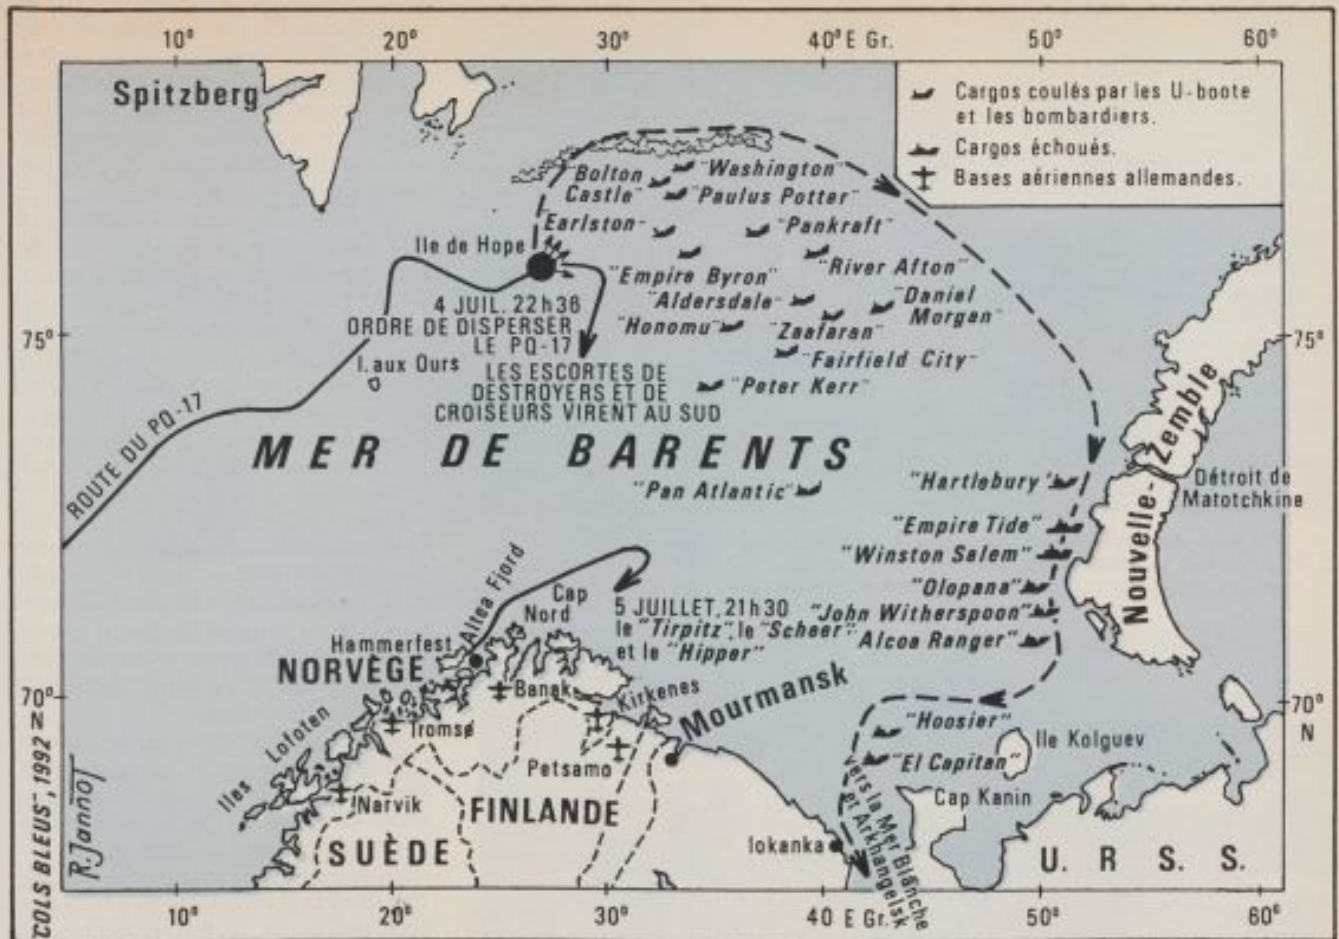 10° 20° 30° 40° E Gr. 50° 60°
Spitzberg
Cargos coulés par les U-boote
et les bombardiers.
Cargos échoués.
Bases aériennes allemandes.
"Bolton
Castle"
"Washington"
"Paulus Potter"
"Earlston"
"Pankraft"
Ile de Hope
"Empire Byron"
"River Afton"
"Aldersdale"
"Daniel
Morgan"
"Honomu"
"Zaafaran"
"Fairfield City"
"Peter Kerr"
4 JUIL. 22h36
ORDRE DE DISPERSER
LE PQ-17
LES ESCORTES DE
DESTROYERS ET DE
CROISEURS VIRENT AU SUD
75°
75°
I. aux Ours
ROUTE DU PQ-17
MER DE BARENTS
"Pan Atlantic"
"Hartlebury"
"Empire Tide"
"Winston Salem"
"Olopana"
"John Witherspoon"
Alcoa Ranger"
Nouvelle-Zemble
Détroit de
Matotchkine
Altea Fjord
Cap
Nord
5 JUILLET, 21h30
le "Tirpitz", le "Scheer"
et le "Hipper"
Hammerfest
NORVÈGE
Banak
Kirkenes
Mourmansk
70°
N
70°
N
Iles Lofoten
Tromsø
Petsamo
Narvik
FINLANDE
SUÈDE
"Hoosier"
"El Capitan"
Ile Kolguev
Cap Kanin
Iokanka
vers la Mer Blanche
et Arkhangelsk
U. R. S. S.
R. Jannot
"COLS BLEUS", 1992
10° 20° 30° 40° E Gr. 50° 60°